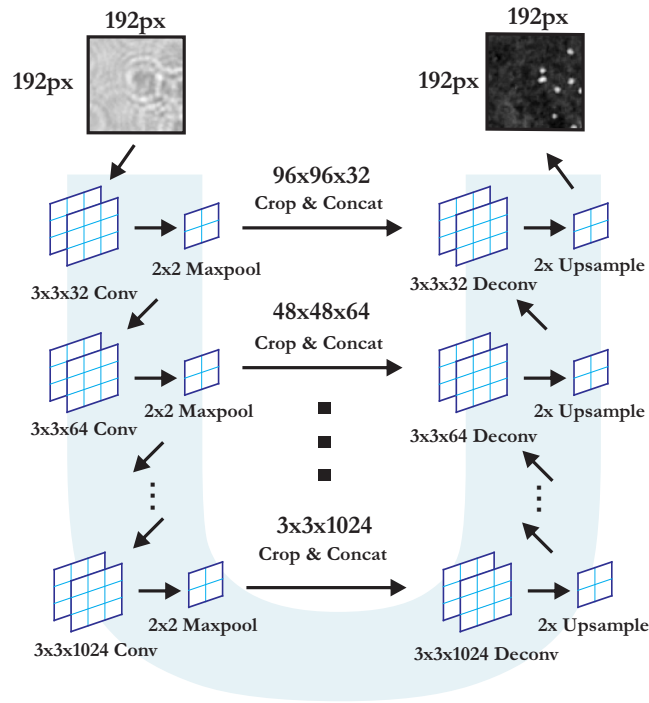 192px
192px
192px
192px
96x96x32
Crop & Concat
2x2 Maxpool
3x3x32 Conv
3x3x32 Deconv
2x Upsample
48x48x64
Crop & Concat
2x2 Maxpool
3x3x64 Conv
3x3x64 Deconv
2x Upsample
3x3x1024
Crop & Concat
2x2 Maxpool
3x3x1024 Conv
3x3x1024 Deconv
2x Upsample